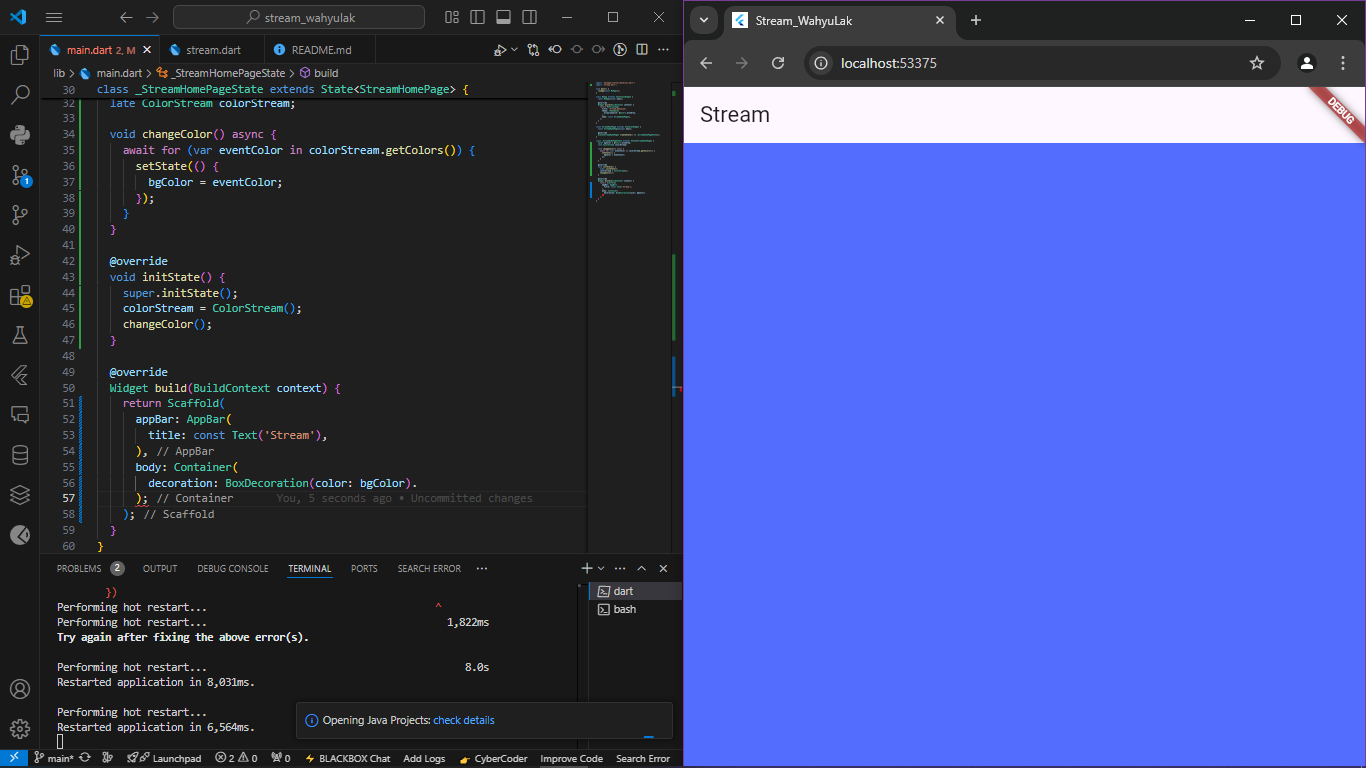 stream_wahyulak
main.dart 2, M
stream.dart
README.md
lib > main.dart > _StreamHomePageState > build
30 class _StreamHomePageState extends State<StreamHomePage> {
32 late ColorStream colorStream;
33
34 void changeColor() async {
35 await for (var eventColor in colorStream.getColors()) {
36 setState(() {
37 bgColor = eventColor;
38 });
39 }
40 }
41
42 @override
43 void initState() {
44 super.initState();
45 colorStream = ColorStream();
46 changeColor();
47 }
48
49 @override
50 Widget build(BuildContext context) {
51 return Scaffold(
52 appBar: AppBar(
53 title: const Text('Stream'),
54 ), // AppBar
55 body: Container(
56 decoration: BoxDecoration(color: bgColor).
57 ); // Container You, 5 seconds ago • Uncommitted changes
58 ); // Scaffold
59 }
60 }
PROBLEMS 2 OUTPUT DEBUG CONSOLE TERMINAL PORTS SEARCH ERROR
})
Performing hot restart... ^
Performing hot restart... 1,822ms
Try again after fixing the above error(s).
Performing hot restart... 8.0s
Restarted application in 8,031ms.
Performing hot restart...
Restarted application in 6,564ms.
dart
bash
Opening Java Projects: check details
1
main* Launchpad 2 0 0 BLACKBOX Chat Add Logs CyberCoder Improve Code Search Error
Stream_WahyuLak
localhost:53375
Stream
DEBUG